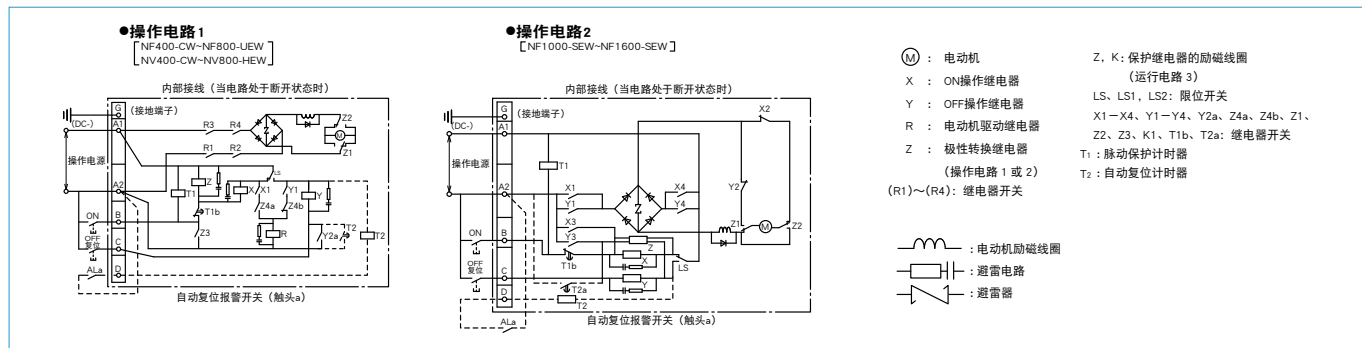 ●操作电路1
NF400-CW~NF800-UEW
NV400-CW~NV800-HEW
内部接线（当电路处于断开状态时）
G
(接地端子)
(DC-)
A1
R3
R4
Z
Z2
M
Z1
R1
R2
操作电源
LS
A2
T1
Z
X
X1
Y1
Y
T1b
Z4a
Z4b
ON
B
Z3
R
Y2a
T2
T2
OFF
复位
C
ALa
D
自动复位报警开关（触头a）
●操作电路2
NF1000-SEW~NF1600-SEW
内部接线（当电路处于断开状态时）
G
(接地端子)
X2
(DC-)
A1
T1
操作电源
A2
X1
Y1
Z
X4
Y4
Y2
X3
Z1
M
Z2
ON
B
Y3
T1b
Z
X
LS
OFF
复位
C
T2a
Y
D
T2
自动复位报警开关（触头a）
ALa
M ： 电动机
X ： ON操作继电器
Y ： OFF操作继电器
R ： 电动机驱动继电器
Z ： 极性转换继电器
(操作电路 1 或 2)
(R1)～(R4)：继电器开关
Z，K：保护继电器的励磁线圈
(运行电路 3)
LS、LS1，LS2：限位开关
X1－X4、Y1－Y4、Y2a、Z4a、Z4b、Z1、
Z2、Z3、K1、T1b、T2a：继电器开关
T1：脉动保护计时器
T2：自动复位计时器
：电动机励磁线圈
：避雷电路
：避雷器